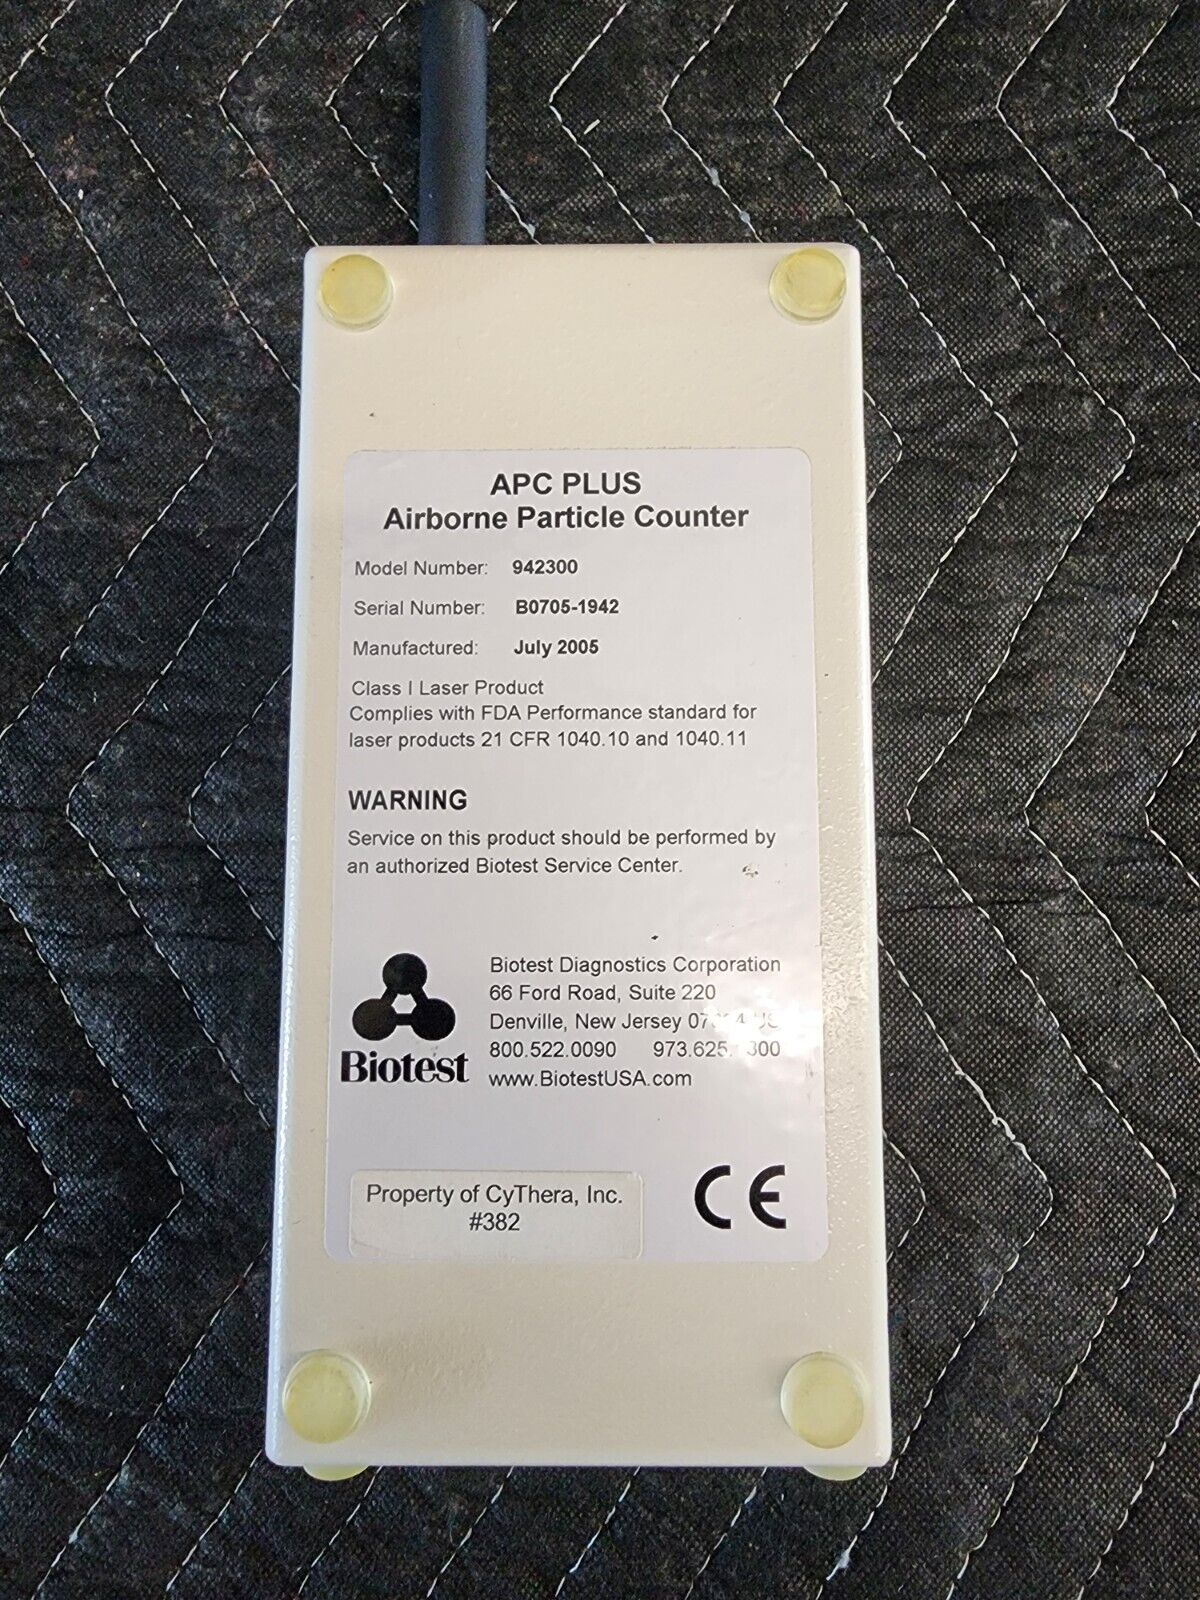 APC PLUS
Airborne Particle Counter
Model Number: 942300
Serial Number: B0705-1942
Manufactured: July 2005
Class I Laser Product
Complies with FDA Performance standard for
laser products 21 CFR 1040.10 and 1040.11
WARNING
Service on this product should be performed by
an authorized Biotest Service Center.
Biotest
Biotest Diagnostics Corporation
66 Ford Road, Suite 220
Denville, New Jersey
800.522.0090
www.BiotestUSA.com
Property of CyThera, Inc.
#382
CE